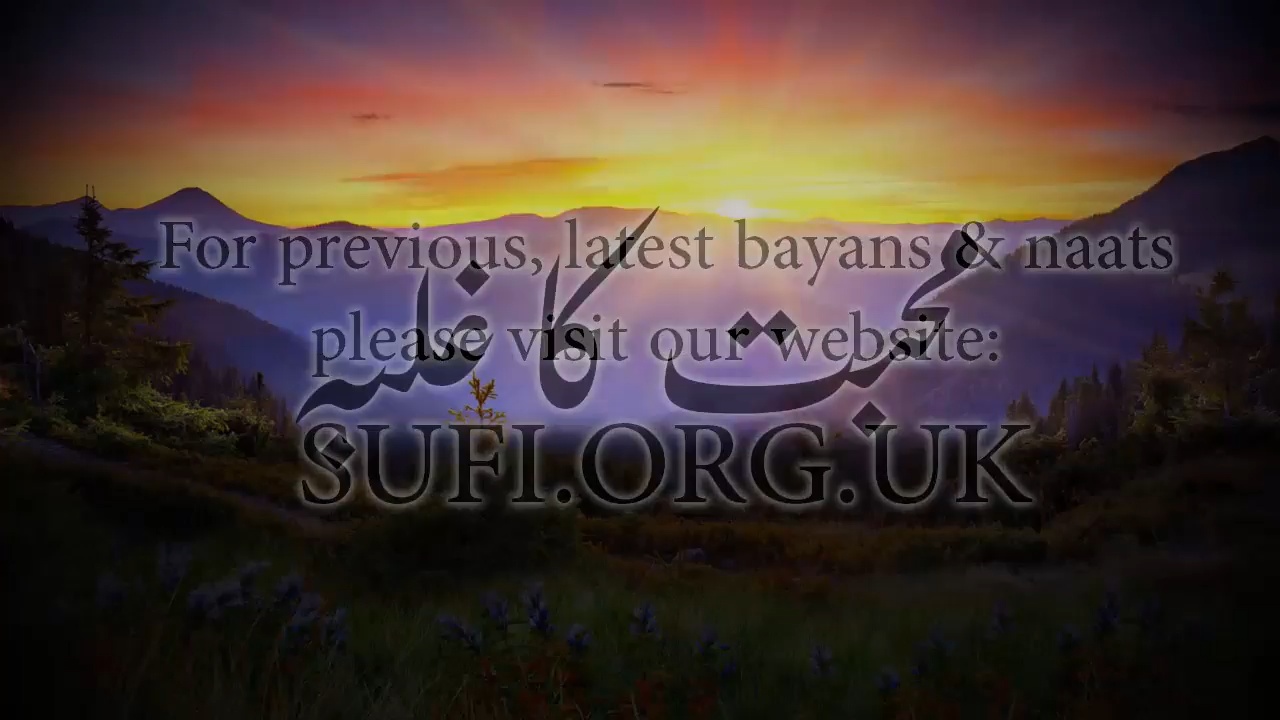 For previous, latest bayans & naats
محبت کا غلبہ
please visit our website:
SUFI.ORG.UK